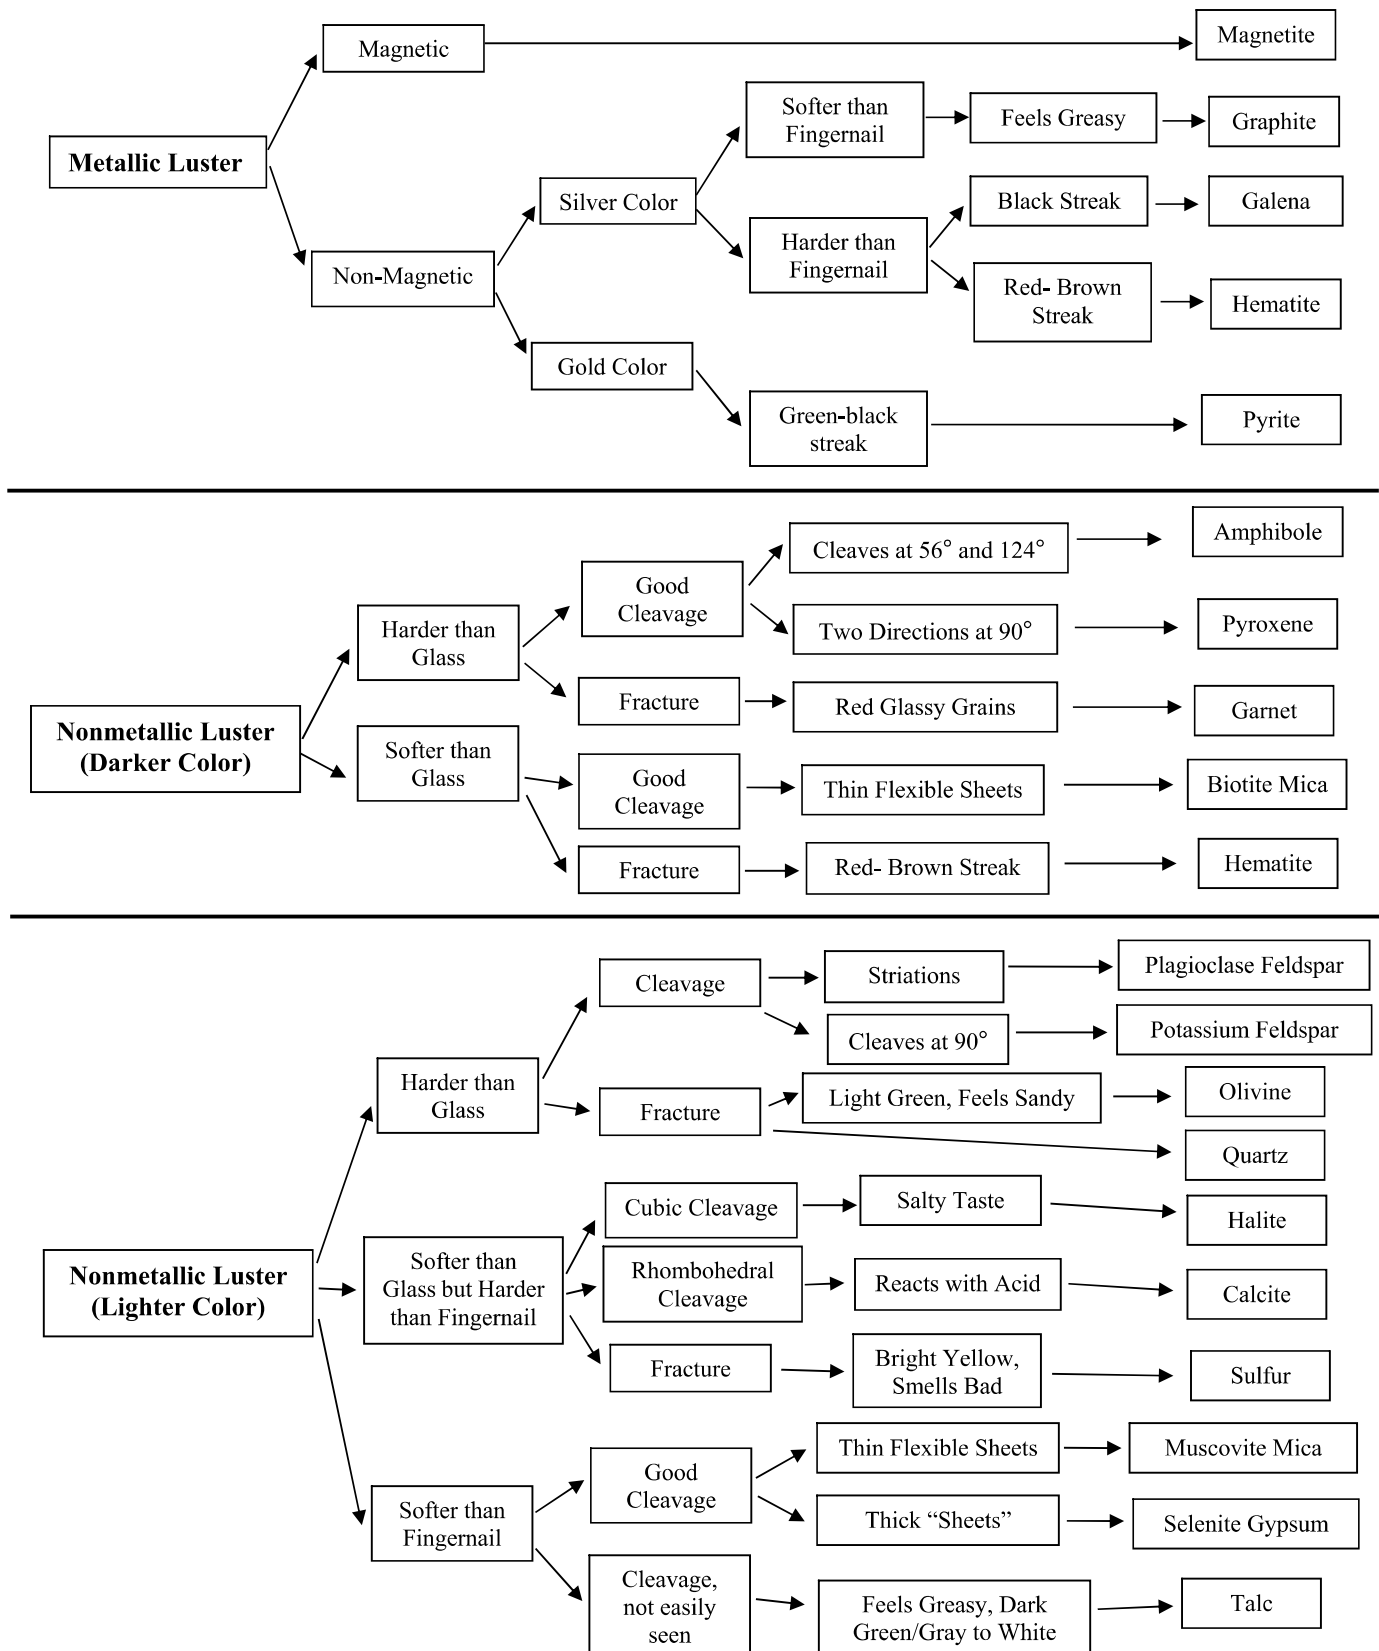 Magnetic
Magnetite
Softer than
Fingernail
Feels Greasy
Graphite
Metallic Luster
Silver Color
Black Streak
Galena
Harder than
Fingernail
Non-Magnetic
Red- Brown
Streak
Hematite
Gold Color
Green-black
streak
Pyrite
Cleaves at 56° and 124°
Amphibole
Good
Cleavage
Harder than
Glass
Two Directions at 90°
Pyroxene
Fracture
Red Glassy Grains
Garnet
Nonmetallic Luster
(Darker Color)
Softer than
Glass
Good
Cleavage
Thin Flexible Sheets
Biotite Mica
Fracture
Red- Brown Streak
Hematite
Cleavage
Striations
Plagioclase Feldspar
Cleaves at 90°
Potassium Feldspar
Harder than
Glass
Fracture
Light Green, Feels Sandy
Olivine
Quartz
Cubic Cleavage
Salty Taste
Halite
Nonmetallic Luster
(Lighter Color)
Softer than
Glass but Harder
than Fingernail
Rhombohedral
Cleavage
Reacts with Acid
Calcite
Fracture
Bright Yellow,
Smells Bad
Sulfur
Thin Flexible Sheets
Muscovite Mica
Good
Cleavage
Softer than
Fingernail
Thick “Sheets”
Selenite Gypsum
Cleavage,
not easily
seen
Feels Greasy, Dark
Green/Gray to White
Talc